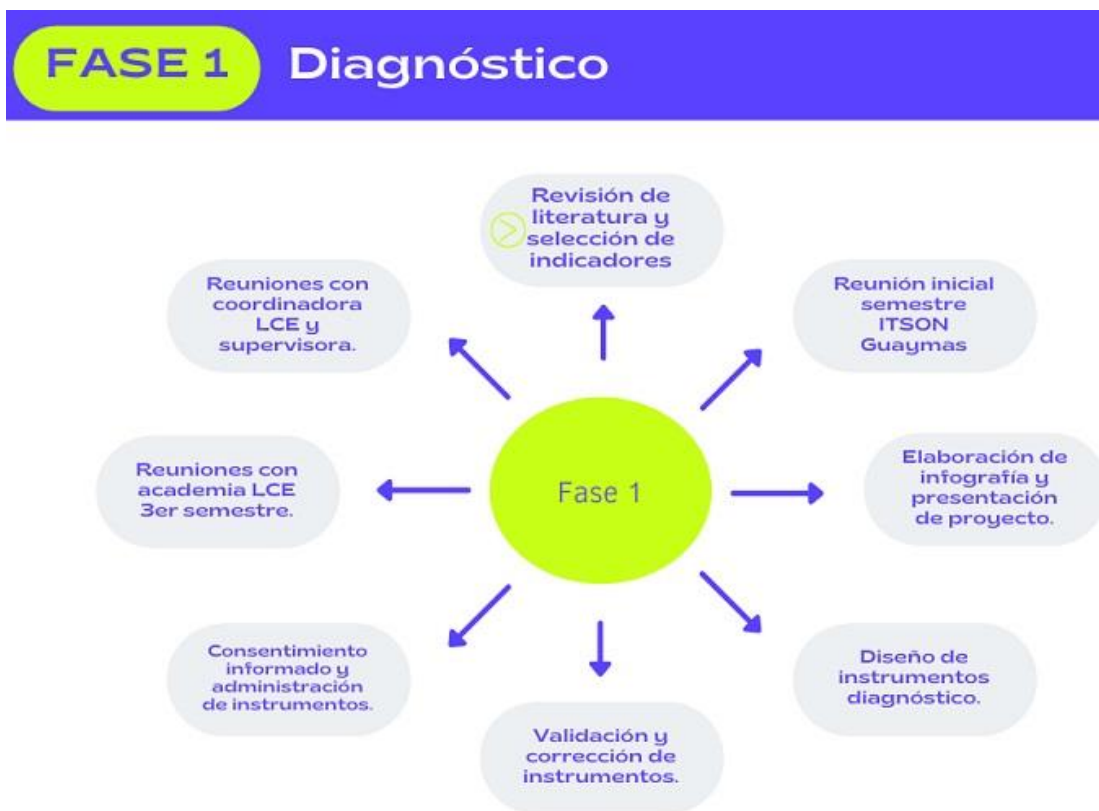 FASE 1
Diagnóstico
Revisión de
literatura y
selección de
indicadores
Reunión inicial
semestre
ITSON
Guaymas
Elaboración de
infografía y
presentación
de proyecto.
Diseño de
instrumentos
diagnóstico.
Validación y
corrección de
instrumentos.
Consentimiento
informado y
administración
de instrumentos.
Reuniones con
academia LCE
3er semestre.
Reuniones con
coordinadora
LCE y
supervisora.
Fase 1